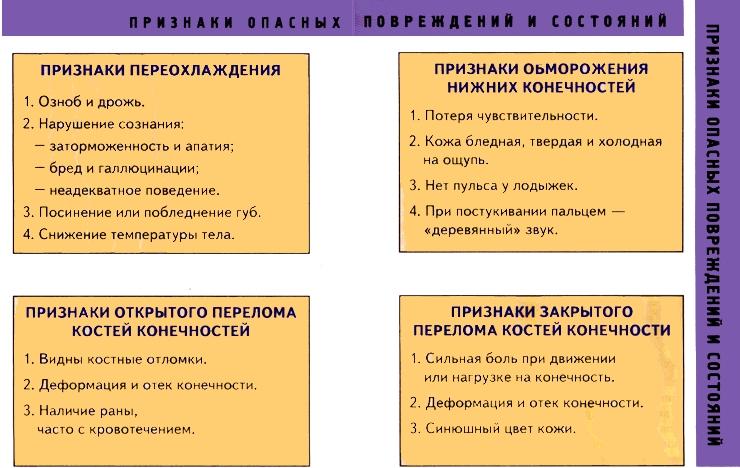 ПРИЗНАКИ ОПАСНЫХ ПОВРЕЖДЕНИЙ И СОСТОЯНИЙ
ПРИЗНАКИ ПЕРЕОХЛАЖДЕНИЯ
1. Озноб и дрожь.
2. Нарушение сознания:
– заторможенность и апатия;
– бред и галлюцинации;
– неадекватное поведение.
3. Посинение или побледнение губ.
4. Снижение температуры тела.
ПРИЗНАКИ ОЬМОРОЖЕНИЯ
НИЖНИХ КОНЕЧНОСТЕЙ
1. Потеря чувствительности.
2. Кожа бледная, твердая и холодная
на ощупь.
3. Нет пульса у лодыжек.
4. При постукивании пальцем —
«деревянный» звук.
ПРИЗНАКИ ОТКРЫТОГО ПЕРЕЛОМА
КОСТЕЙ КОНЕЧНОСТЕЙ
1. Видны костные отломки.
2. Деформация и отек конечности.
3. Наличие раны,
часто с кровотечением.
ПРИЗНАКИ ЗАКРЫТОГО
ПЕРЕЛОМА КОСТЕЙ КОНЕЧНОСТИ
1. Сильная боль при движении
или нагрузке на конечность.
2. Деформация и отек конечности.
3. Синюшный цвет кожи.
ПРИЗНАКИ ОПАСНЫХ ПОВРЕЖДЕНИЙ И СОСТОЯНИЙ